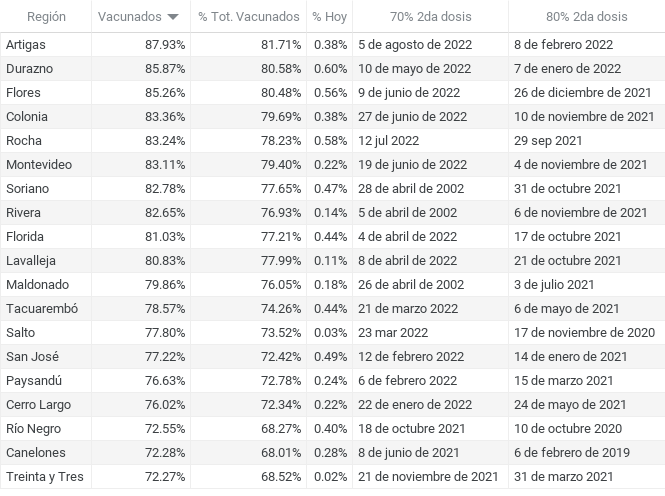 Región Vacunados % Tot. Vacunados % Hoy 70% 2da dosis 80% 2da dosis
Artigas 87.93% 81.71% 0.38% 5 de agosto de 2022 8 de febrero 2022
Durazno 85.87% 80.58% 0.60% 10 de mayo de 2022 7 de enero de 2022
Flores 85.26% 80.48% 0.56% 9 de junio de 2022 26 de diciembre de 2021
Colonia 83.36% 79.69% 0.38% 27 de junio de 2022 10 de noviembre de 2021
Rocha 83.24% 78.23% 0.58% 12 jul 2022 29 sep 2021
Montevideo 83.11% 79.40% 0.22% 19 de junio de 2022 4 de noviembre de 2021
Soriano 82.78% 77.65% 0.47% 28 de abril de 2002 31 de octubre 2021
Rivera 82.65% 76.93% 0.14% 5 de abril de 2002 6 de noviembre de 2021
Florida 81.03% 77.21% 0.44% 4 de abril de 2022 17 de octubre 2021
Lavalleja 80.83% 77.99% 0.11% 8 de abril de 2022 21 de octubre 2021
Maldonado 79.86% 76.05% 0.18% 26 de abril de 2002 3 de julio 2021
Tacuarembó 78.57% 74.26% 0.44% 21 de marzo 2022 6 de mayo de 2021
Salto 77.80% 73.52% 0.03% 23 mar 2022 17 de noviembre de 2020
San José 77.22% 72.42% 0.49% 12 de febrero 2022 14 de enero de 2021
Paysandú 76.63% 72.78% 0.24% 6 de febrero 2022 15 de marzo 2021
Cerro Largo 76.02% 72.34% 0.22% 22 de enero de 2022 24 de mayo de 2021
Río Negro 72.55% 68.27% 0.40% 18 de octubre 2021 10 de octubre 2020
Canelones 72.28% 68.01% 0.28% 8 de junio de 2021 6 de febrero de 2019
Treinta y Tres 72.27% 68.52% 0.02% 21 de noviembre de 2021 31 de marzo 2021